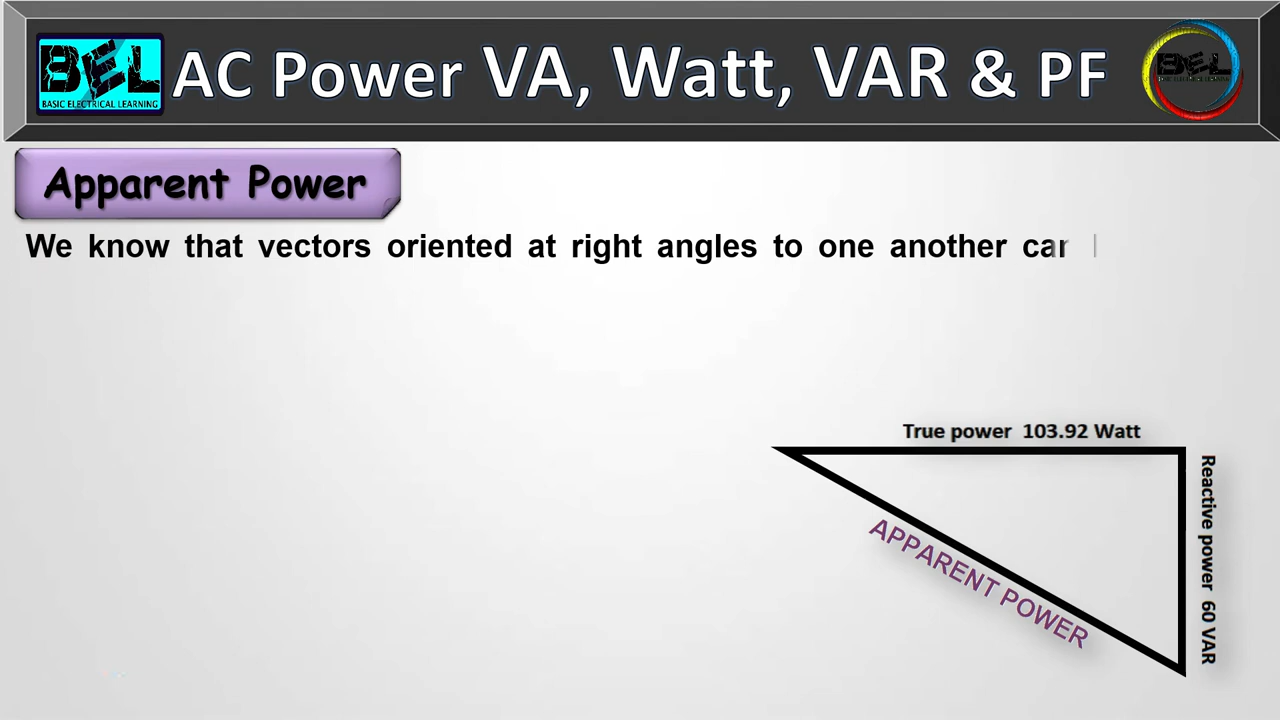 BEL
BASIC ELECTRICAL LEARNING
AC Power VA, Watt, VAR & PF
BEL
Apparent Power
We know that vectors oriented at right angles to one another
True power 103.92 Watt
Reactive power 60 VAR
APPARENT POWER